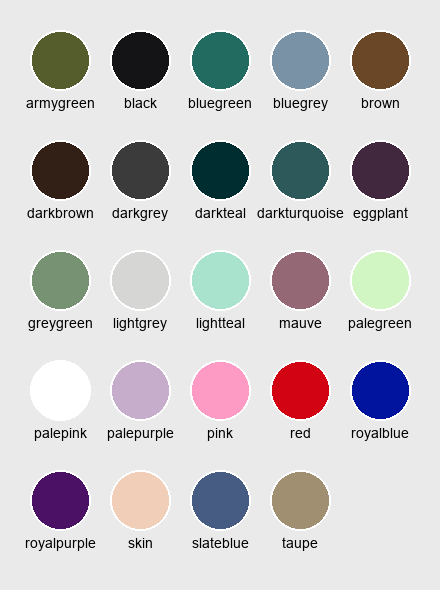 armygreen black bluegreen bluegrey brown
darkbrown darkgrey darkteal darkturquoise eggplant
greygreen lightgrey lightteal mauve palegreen
palepink palepurple pink red royalblue
royalpurple skin slateblue taupe